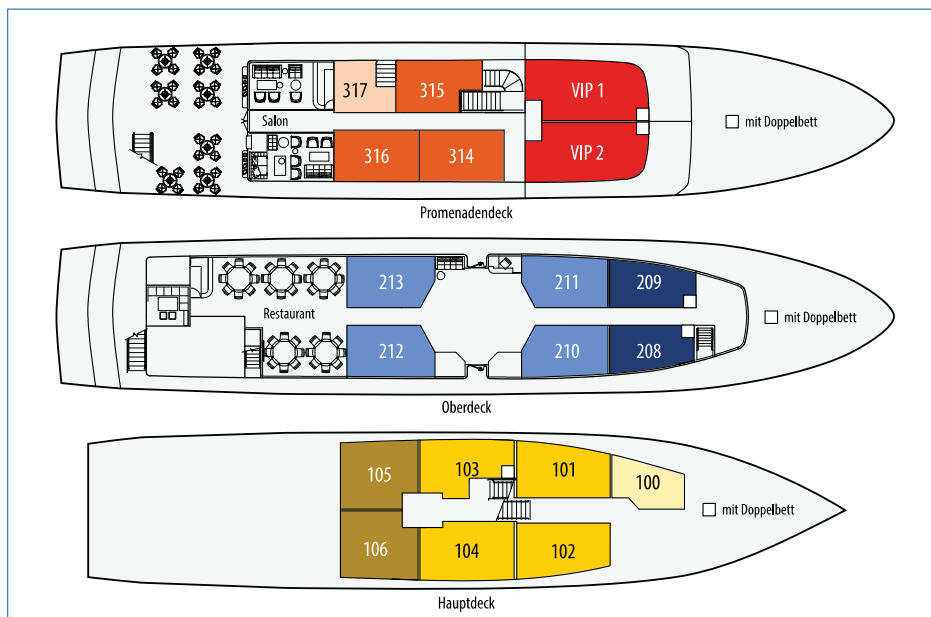 317
315
VIP 1
Salon
mit Doppelbett
316
314
VIP 2
Promenadendeck
213
211
209
Restaurant
mit Doppelbett
212
210
208
Oberdeck
105
103
101
100
mit Doppelbett
106
104
102
Hauptdeck